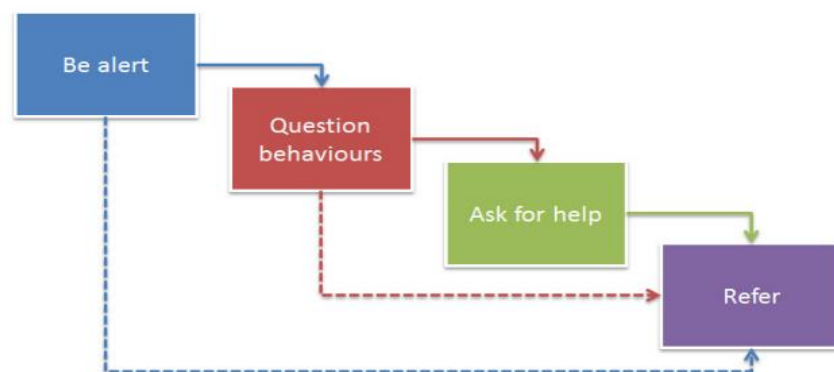 Be alert
Question
behaviours
Ask for help
Refer